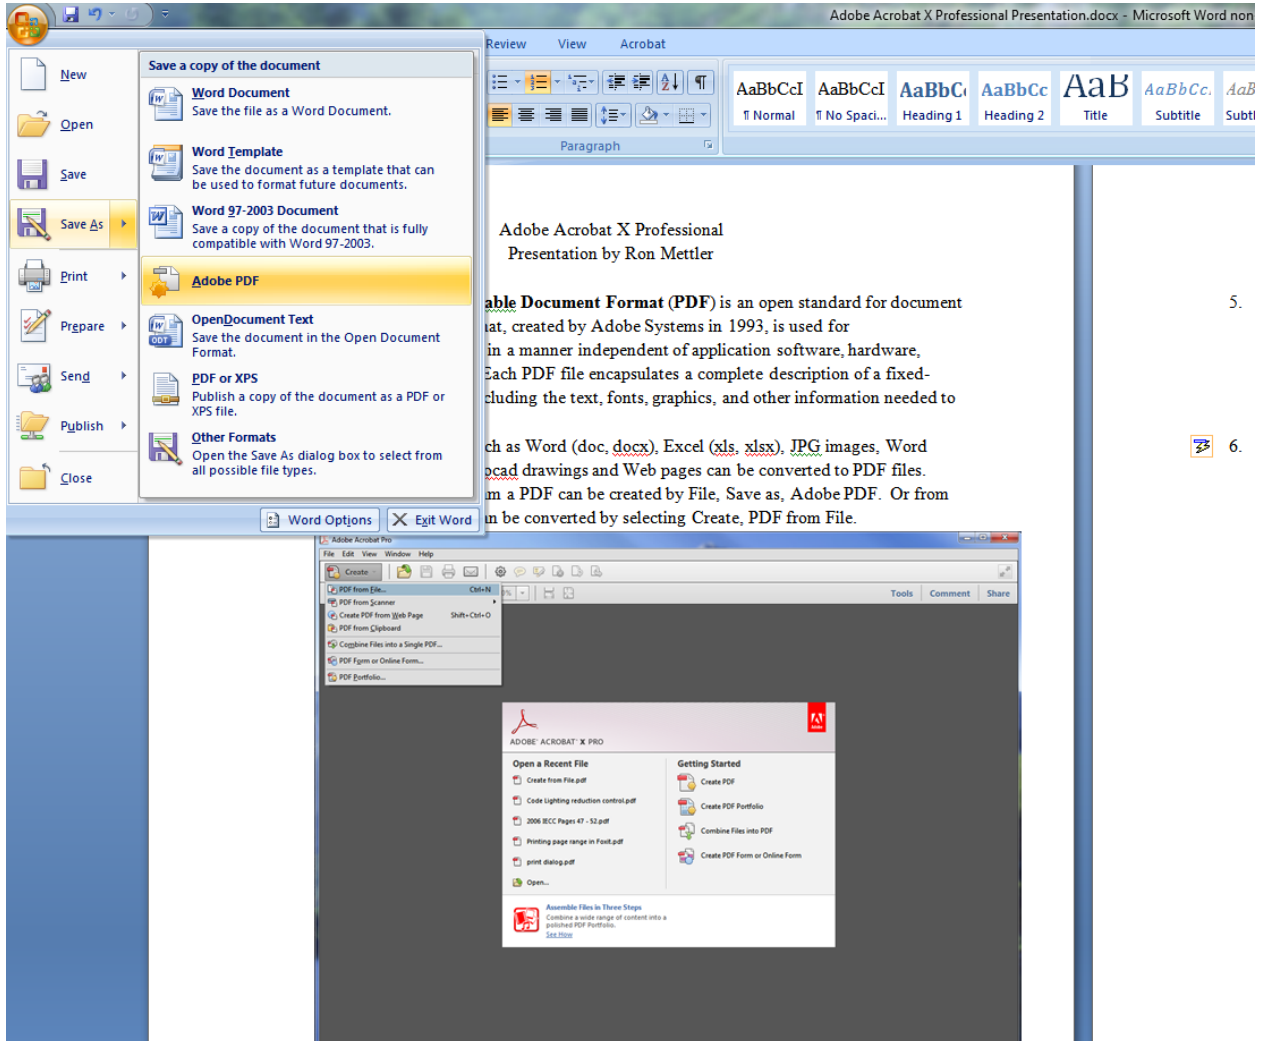 Adobe Acrobat X Professional Presentation.docx - Microsoft Word non
Review View Acrobat
New
Open
Save
Save As
Print
Prepare
Send
Publish
Close
Save a copy of the document
Word Document
Save the file as a Word Document.
Word Template
Save the document as a template that can
be used to format future documents.
Word 97-2003 Document
Save a copy of the document that is fully
compatible with Word 97-2003.
Adobe PDF
OpenDocument Text
Save the document in the Open Document
Format.
PDF or XPS
Publish a copy of the document as a PDF or
XPS file.
Other Formats
Open the Save As dialog box to select from
all possible file types.
Word Options Exit Word
AaBbCcI AaBbCcI AaBbC AaBbCc AaB AaBbCc. AaB
¶ Normal ¶ No Spaci... Heading 1 Heading 2 Title Subtitle Subtl
Paragraph
Adobe Acrobat X Professional
Presentation by Ron Mettler
able Document Format (PDF) is an open standard for document
at, created by Adobe Systems in 1993, is used for
in a manner independent of application software, hardware,
Each PDF file encapsulates a complete description of a fixed-
cluding the text, fonts, graphics, and other information needed to
ch as Word (doc, docx), Excel (xls, xlsx), JPG images, Word
ocad drawings and Web pages can be converted to PDF files.
m a PDF can be created by File, Save as, Adobe PDF. Or from
n be converted by selecting Create, PDF from File.
5.
6.
Adobe Acrobat Pro
File Edit View Window Help
Create
PDF from File... Ctrl+N
PDF from Scanner
Create PDF from Web Page Shift+Ctrl+O
PDF from Clipboard
Combine Files into a Single PDF...
PDF Form or Online Form...
PDF Portfolio...
Tools Comment Share
Adobe
ADOBE® ACROBAT® X PRO
Open a Recent File
Create from File.pdf
Code Lighting reduction control.pdf
2006 IECC Pages 47 - 52.pdf
Printing page range in Foxit.pdf
print dialog.pdf
Open...
Getting Started
Create PDF
Create PDF Portfolio
Combine Files into PDF
Create PDF Form or Online Form
Assemble Files in Three Steps
Combine a wide range of content into a
polished PDF Portfolio.
See How